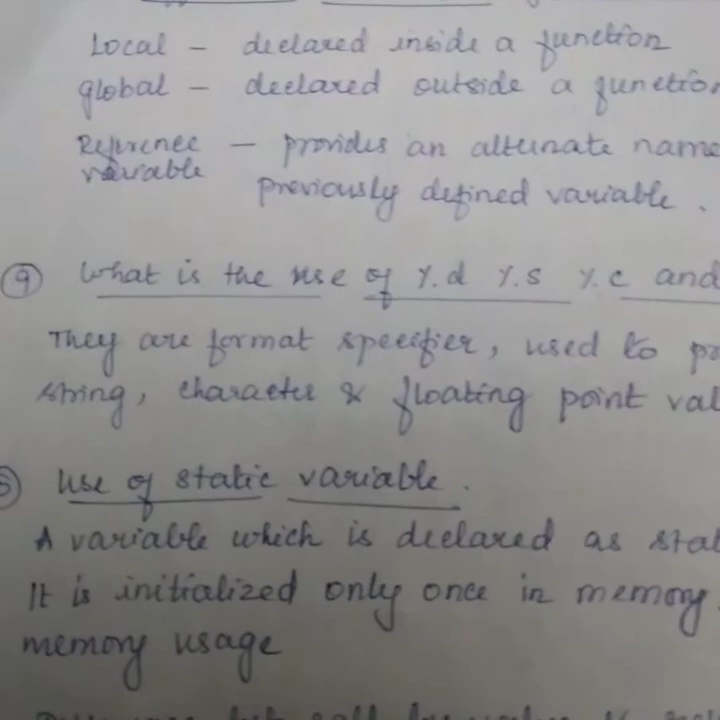 Local – declared inside a function
global – declared outside a function
Reference – provides an alternate name
variable previously defined variable.
9 What is the use of %d %s %c and
They are format specifier, used to pr
string, character & floating point val
Use of static variable.
A variable which is declared as stat
It is initialized only once in memory.
memory usage